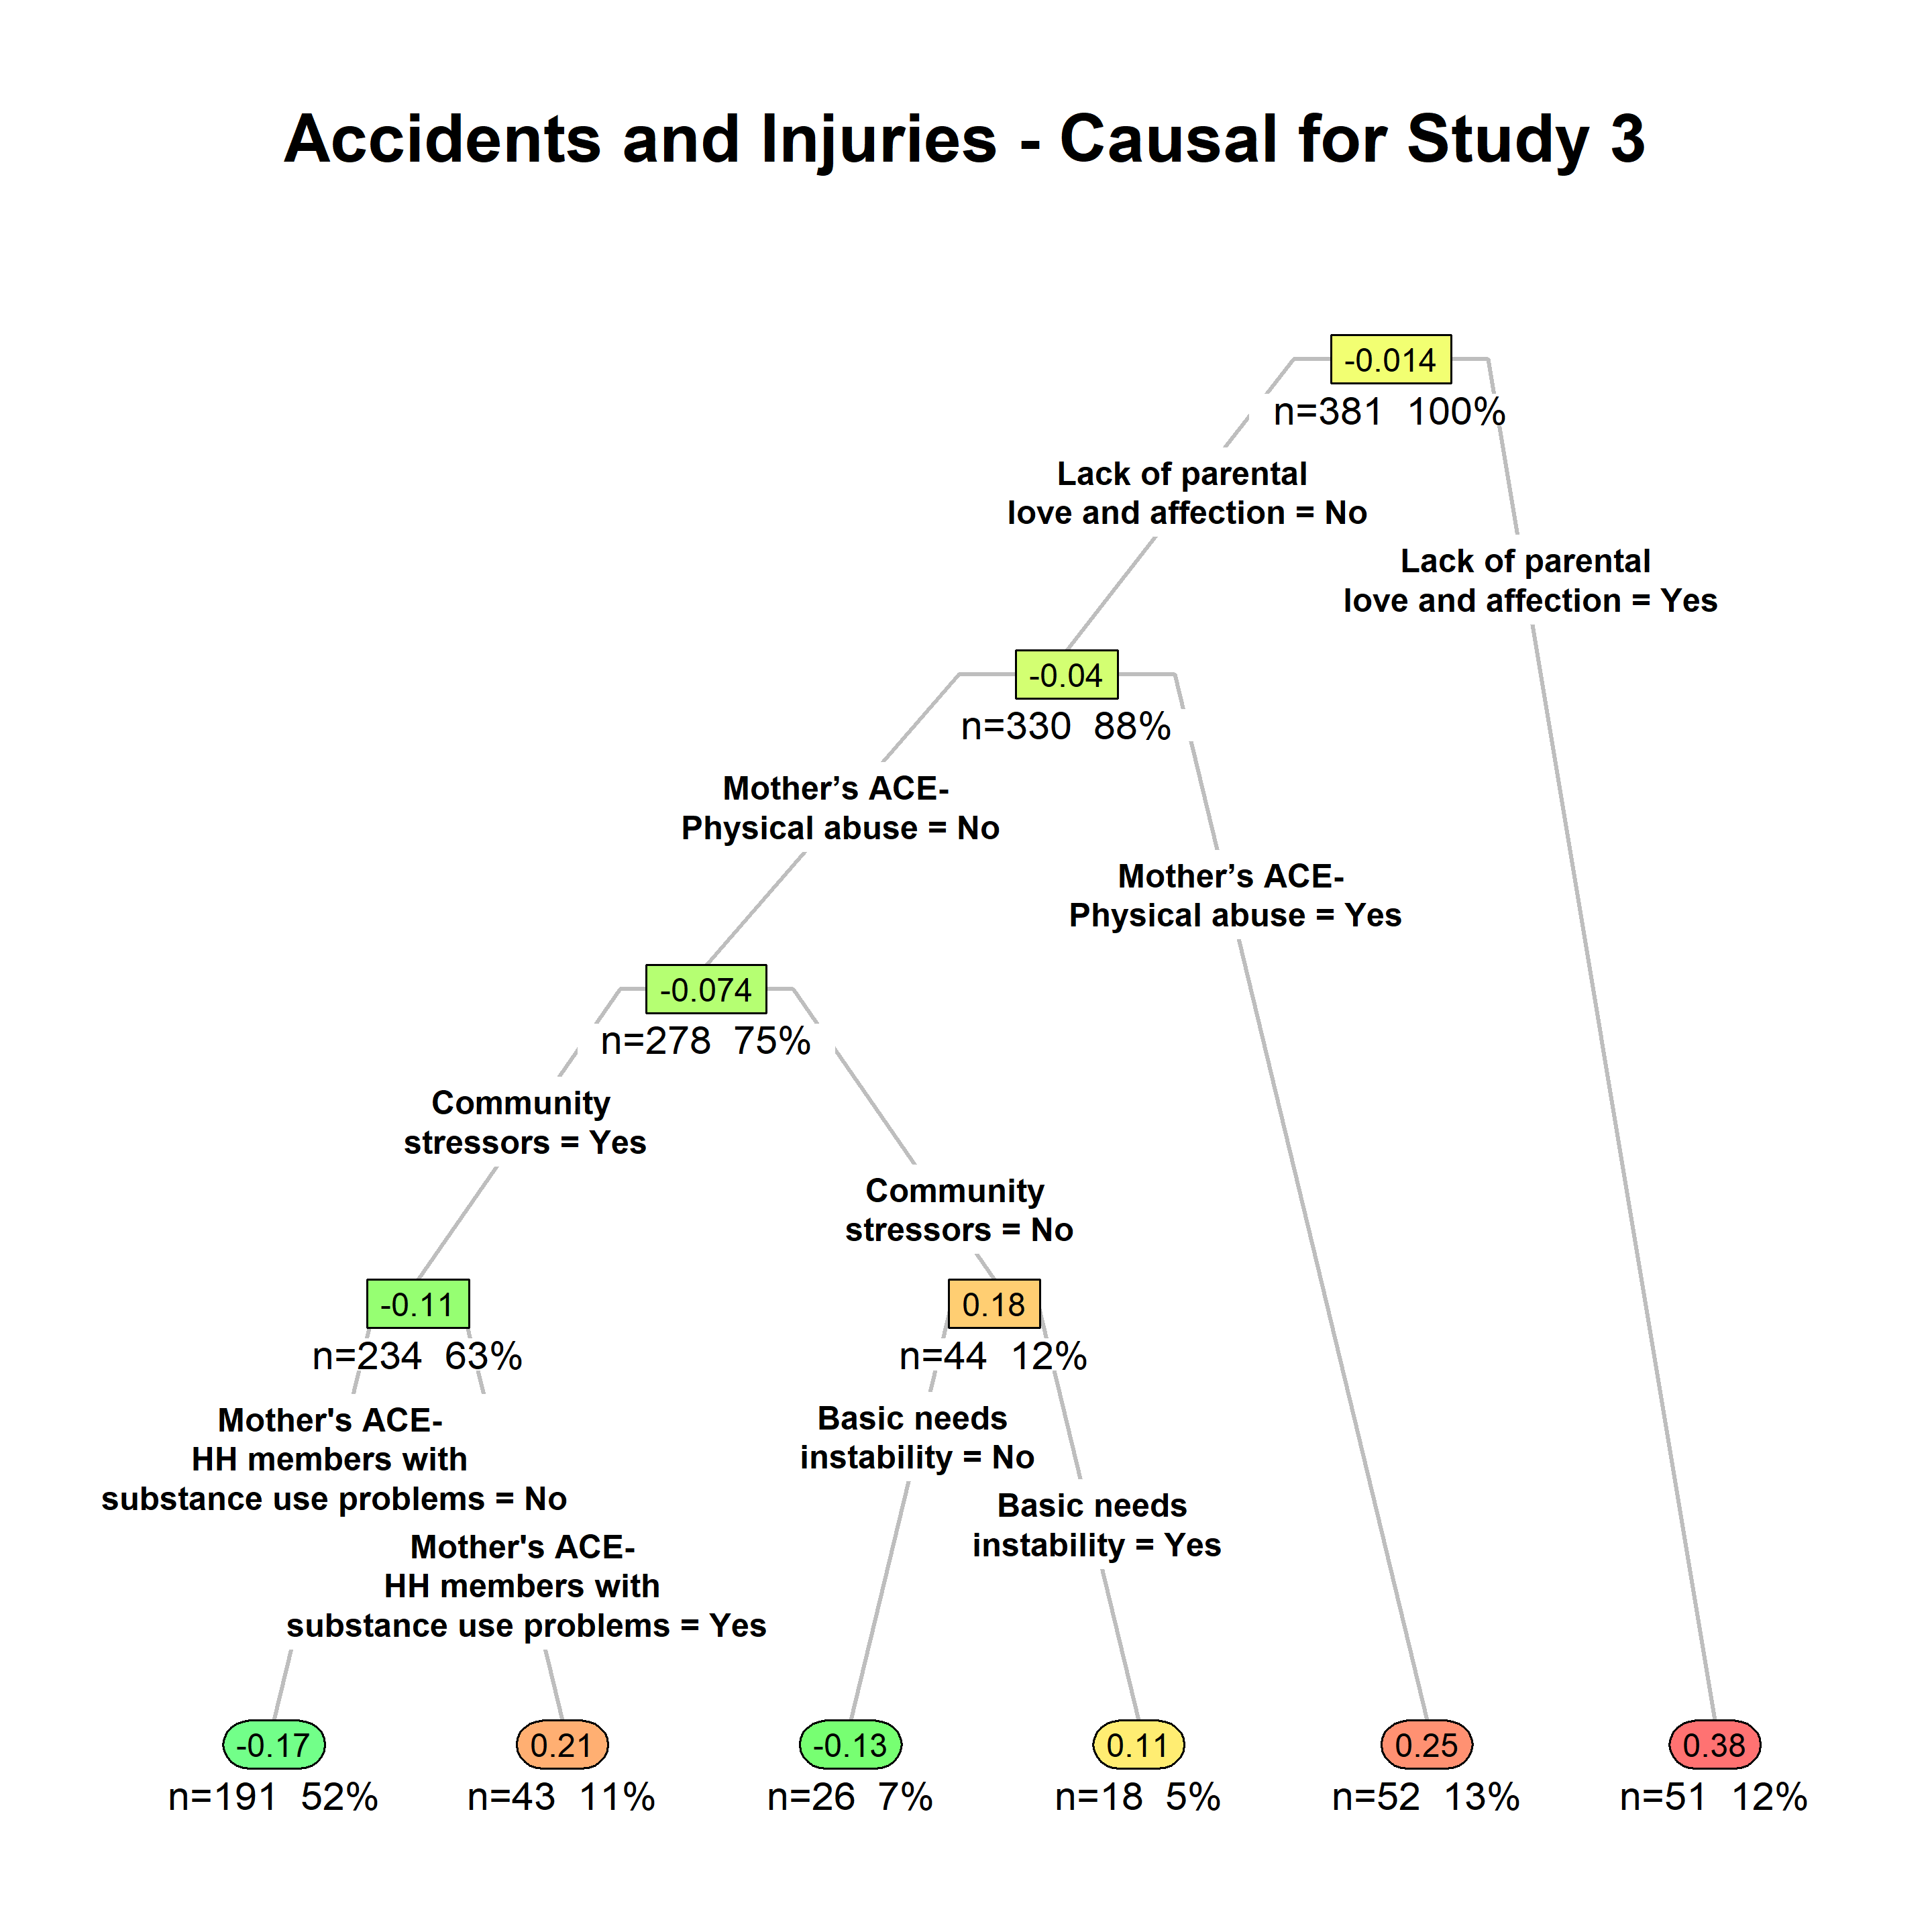 Accidents and Injuries - Causal for Study 3
-0.014
n=381 100%
Lack of parental
love and affection = No
Lack of parental
love and affection = Yes
-0.04
n=330 88%
Mother’s ACE-
Physical abuse = No
Mother’s ACE-
Physical abuse = Yes
-0.074
n=278 75%
Community
stressors = Yes
Community
stressors = No
-0.11
n=234 63%
0.18
n=44 12%
Mother's ACE-
HH members with
substance use problems = No
Mother's ACE-
HH members with
substance use problems = Yes
Basic needs
instability = No
Basic needs
instability = Yes
-0.17
n=191 52%
0.21
n=43 11%
-0.13
n=26 7%
0.11
n=18 5%
0.25
n=52 13%
0.38
n=51 12%